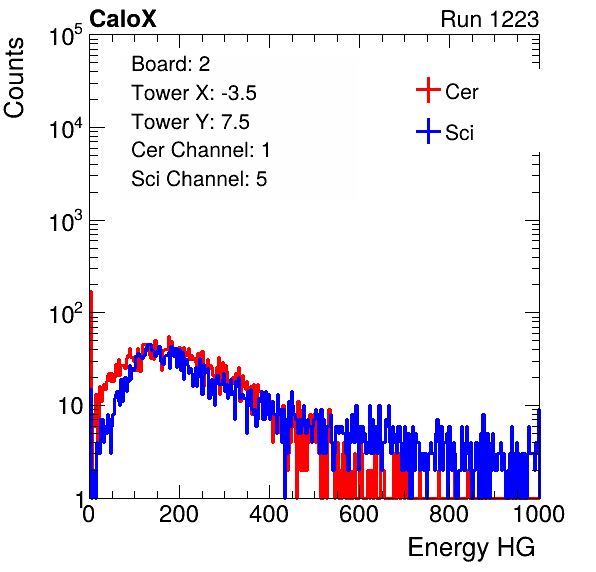 CaloX Run 1223
Counts
Board: 2
Tower X: -3.5
Tower Y: 7.5
Cer Channel: 1
Sci Channel: 5
Cer
Sci
10^5
10^4
10^3
10^2
10
1
0 200 400 600 800 1000
Energy HG